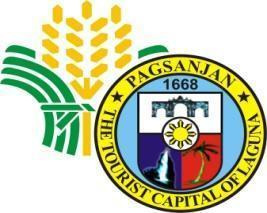 PAGSANJAN
1668
THE TOURIST CAPITAL OF LAGUNA